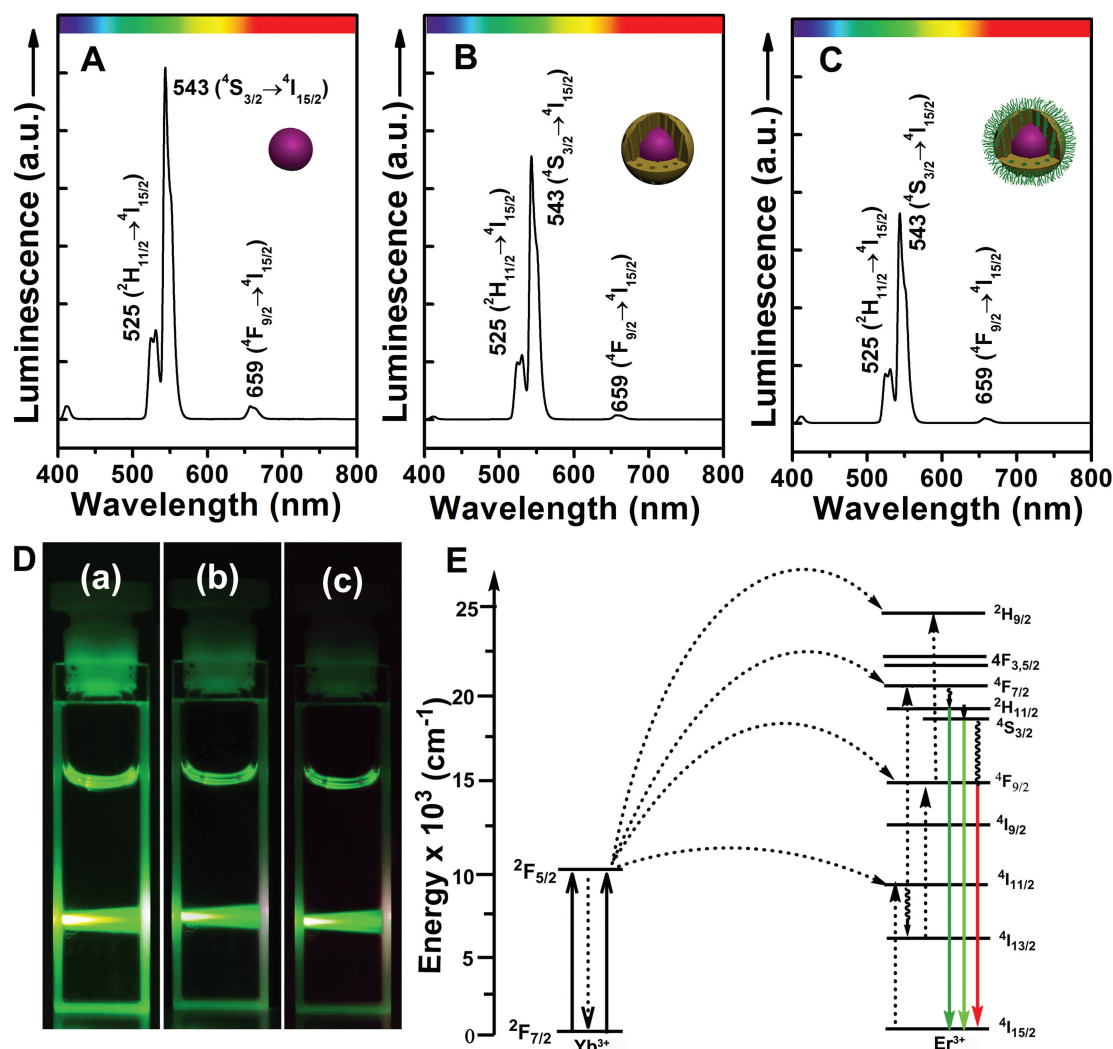 A
Luminescence (a.u.)
543 (⁴S₃/₂→⁴I₁₅/₂)
525 (²H₁₁/₂→⁴I₁₅/₂)
659 (⁴F₉/₂→⁴I₁₅/₂)
400 500 600 700 800
Wavelength (nm)
B
Luminescence (a.u.)
543 (⁴S₃/₂→⁴I₁₅/₂)
525 (²H₁₁/₂→⁴I₁₅/₂)
659 (⁴F₉/₂→⁴I₁₅/₂)
400 500 600 700 800
Wavelength (nm)
C
Luminescence (a.u.)
543 (⁴S₃/₂→⁴I₁₅/₂)
525 (²H₁₁/₂→⁴I₁₅/₂)
659 (⁴F₉/₂→⁴I₁₅/₂)
400 500 600 700 800
Wavelength (nm)
D
(a)
(b)
(c)
E
Energy x 10³ (cm⁻¹)
25
20
15
10
5
0
²F₅/₂
²F₇/₂
Yb³⁺
²H₉/₂
4F₃,₅/₂
⁴F₇/₂
²H₁₁/₂
⁴S₃/₂
⁴F₉/₂
⁴I₉/₂
⁴I₁₁/₂
⁴I₁₃/₂
⁴I₁₅/₂
Er³⁺